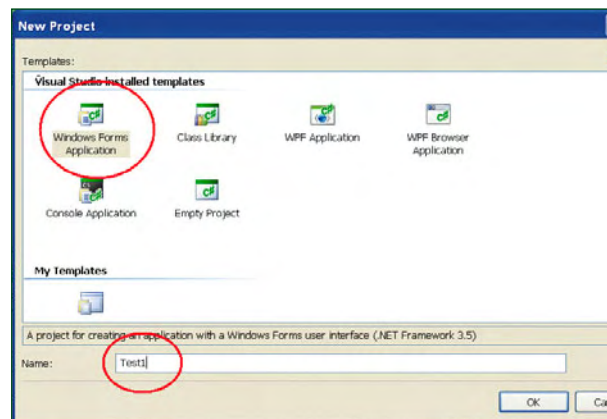 New Project
Templates:
Visual Studio installed templates
Windows Forms Application
Class Library
WPF Application
WPF Browser Application
Console Application
Empty Project
My Templates
A project for creating an application with a Windows Forms user interface (.NET Framework 3.5)
Name:
Test1
OK
Ca